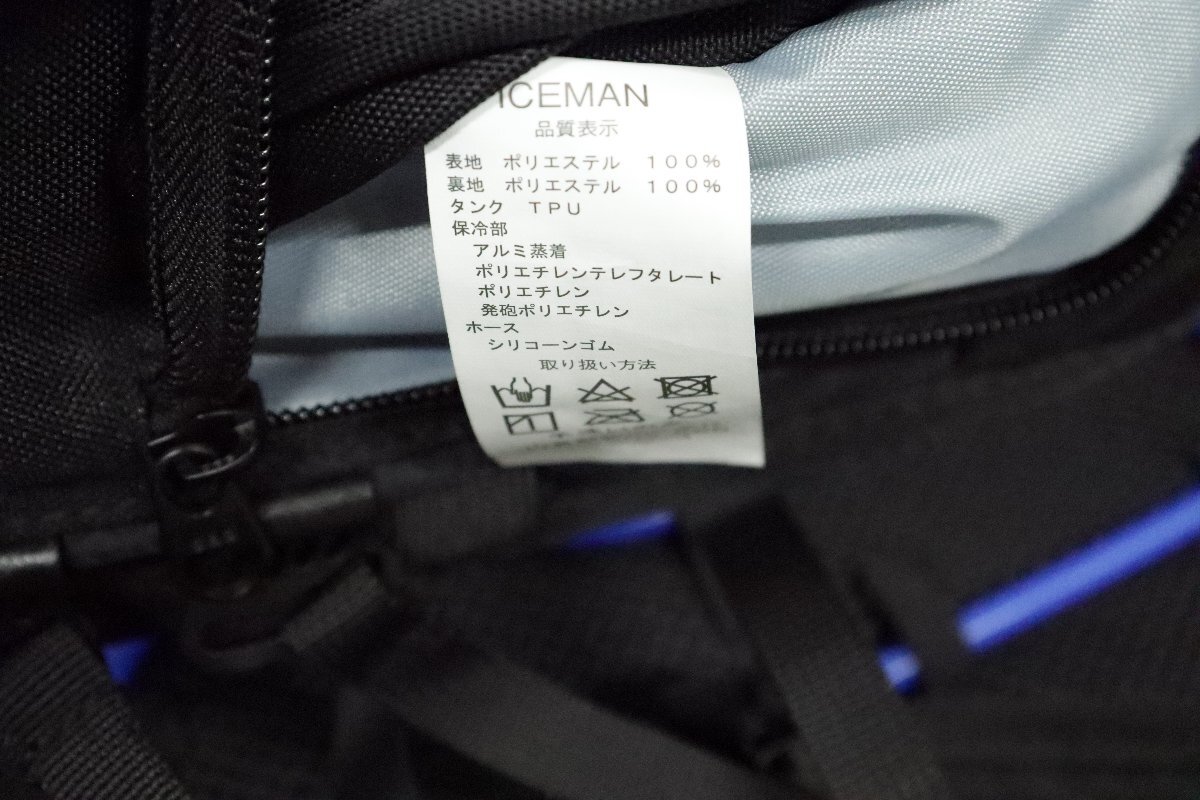 ICEMAN
品質表示
表地 ポリエステル 100%
裏地 ポリエステル 100%
タンク TPU
保冷部
アルミ蒸着
ポリエチレンテレフタレート
ポリエチレン
発砲ポリエチレン
ホース
シリコーンゴム
取り扱い方法